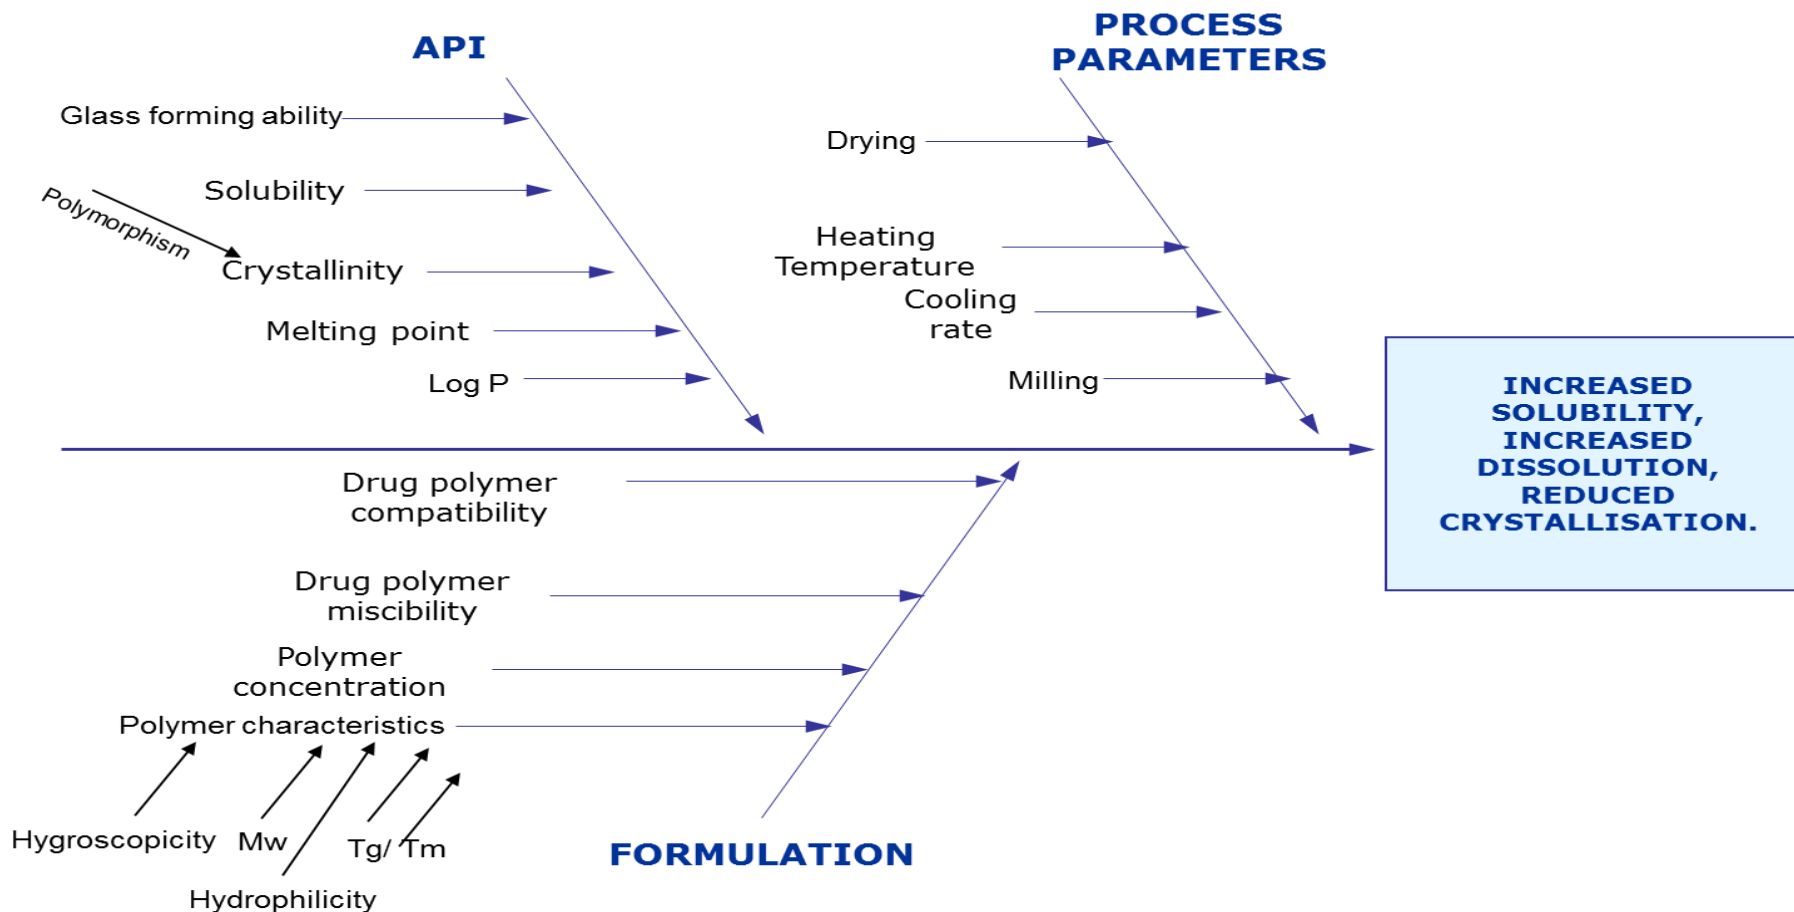 API
PROCESS
PARAMETERS
Glass forming ability
Drying
Solubility
Polymorphism
Heating
Temperature
Crystallinity
Cooling
rate
Melting point
Log P
Milling
INCREASED
SOLUBILITY,
INCREASED
DISSOLUTION,
REDUCED
CRYSTALLISATION.
Drug polymer
compatibility
Drug polymer
miscibility
Polymer
concentration
Polymer characteristics
Hygroscopicity
Mw
Tg/ Tm
Hydrophilicity
FORMULATION